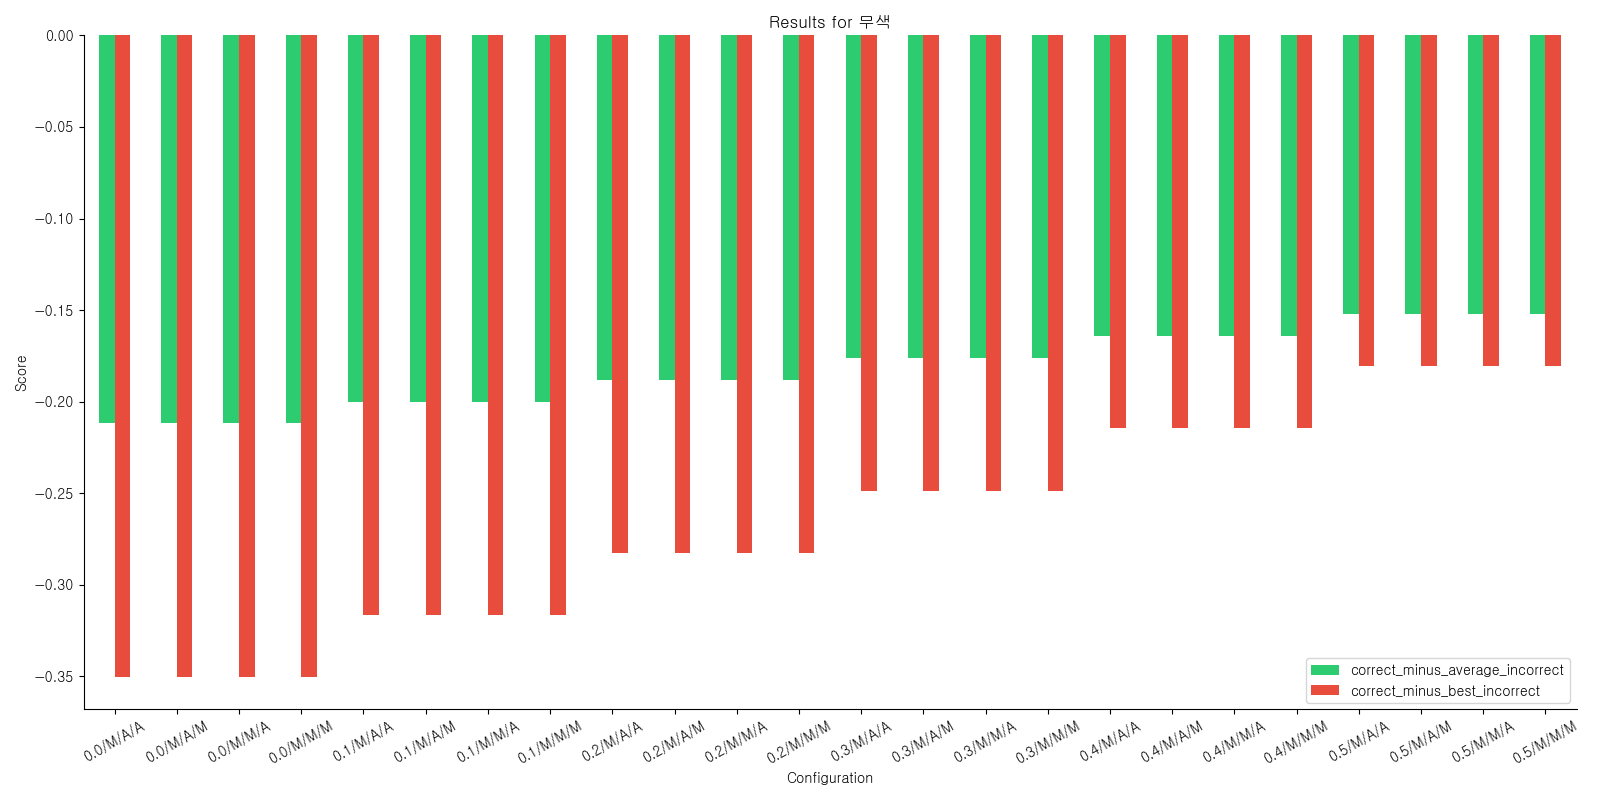 Results for 무색
0.00
−0.05
−0.10
−0.15
−0.20
−0.25
−0.30
−0.35
Score
0.0/M/A/A
0.0/M/A/M
0.0/M/M/A
0.0/M/M/M
0.1/M/A/A
0.1/M/A/M
0.1/M/M/A
0.1/M/M/M
0.2/M/A/A
0.2/M/A/M
0.2/M/M/A
0.2/M/M/M
0.3/M/A/A
0.3/M/A/M
0.3/M/M/A
0.3/M/M/M
0.4/M/A/A
0.4/M/A/M
0.4/M/M/A
0.4/M/M/M
0.5/M/A/A
0.5/M/A/M
0.5/M/M/A
0.5/M/M/M
Configuration
correct_minus_average_incorrect
correct_minus_best_incorrect